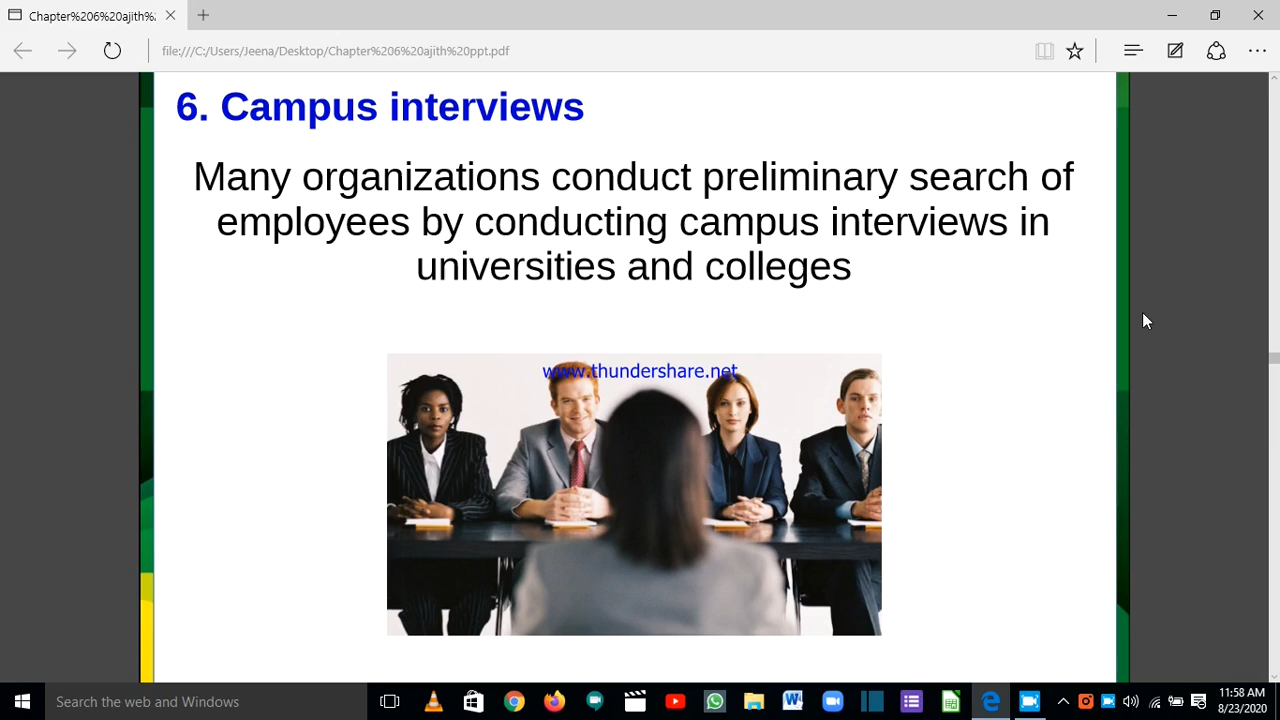 Chapter%206%20ajith%
file:///C:/Users/Jeena/Desktop/Chapter%206%20ajith%20ppt.pdf
6. Campus interviews
Many organizations conduct preliminary search of
employees by conducting campus interviews in
universities and colleges
www.thundershare.net
Search the web and Windows
11:58 AM
8/23/2020